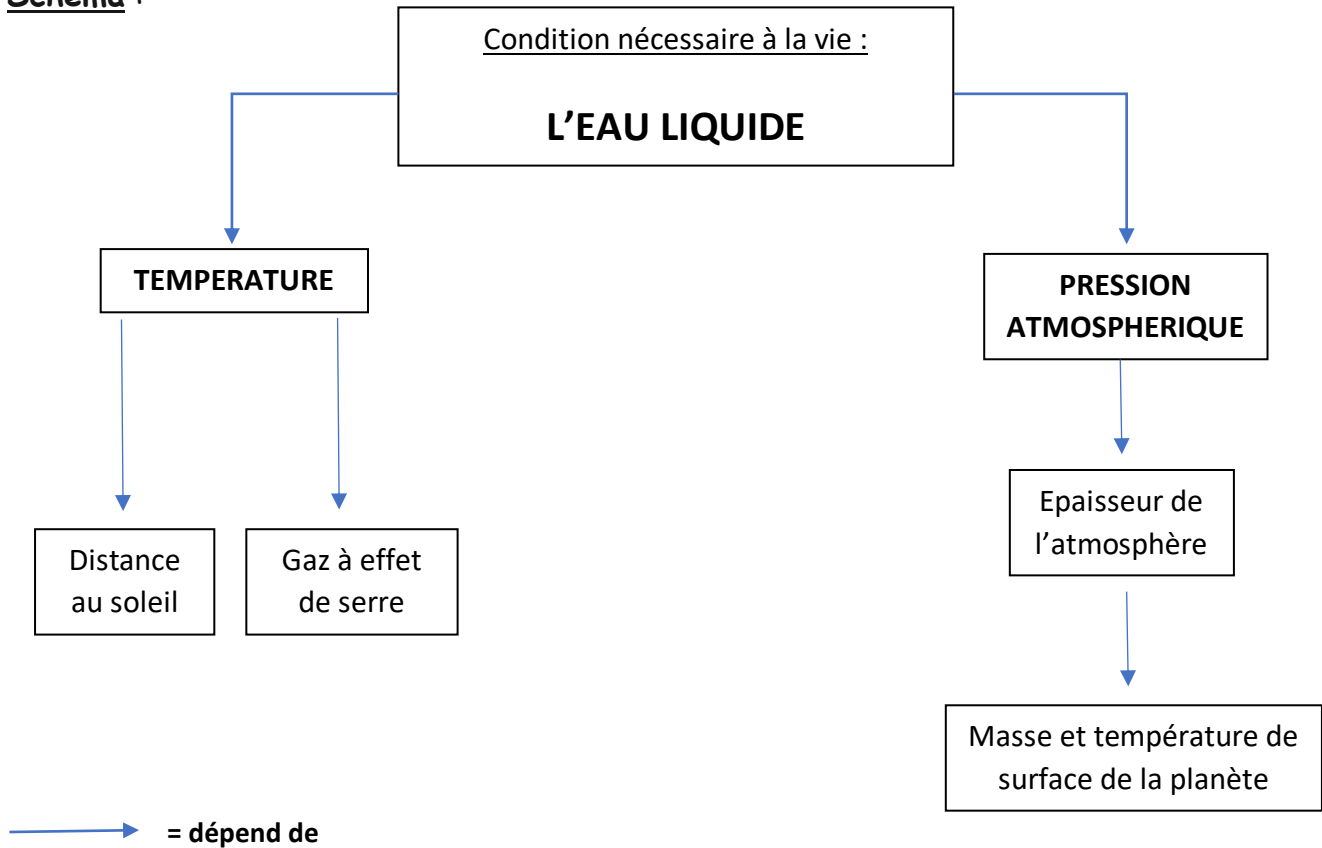 Schéma :
Condition nécessaire à la vie :
L'EAU LIQUIDE
TEMPERATURE
PRESSION
ATMOSPHERIQUE
Distance
au soleil
Gaz à effet
de serre
Epaisseur de
l'atmosphère
Masse et température de
surface de la planète
= dépend de